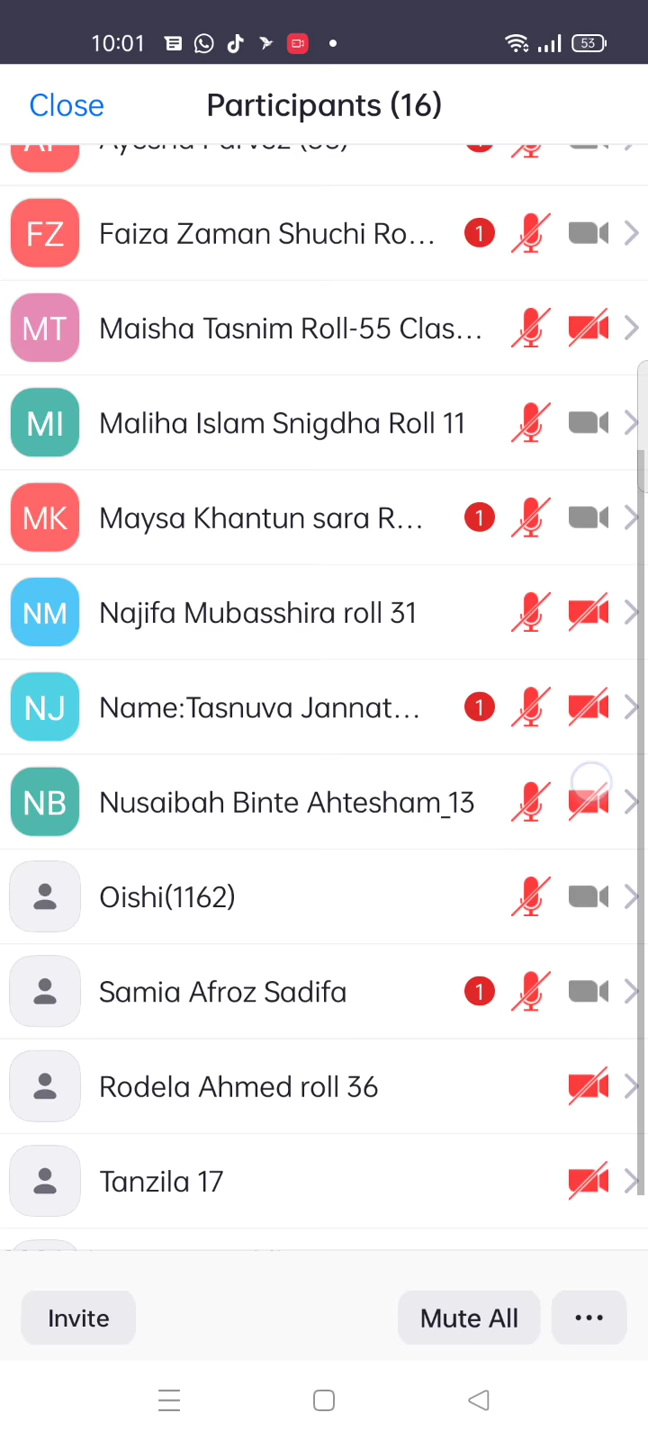 10:01
53
Close
Participants (16)
FZ
Faiza Zaman Shuchi Ro...
1
MT
Maisha Tasnim Roll-55 Clas...
MI
Maliha Islam Snigdha Roll 11
MK
Maysa Khantun sara R...
1
NM
Najifa Mubasshira roll 31
NJ
Name:Tasnuva Jannat...
1
NB
Nusaibah Binte Ahtesham_13
Oishi(1162)
Samia Afroz Sadifa
1
Rodela Ahmed roll 36
Tanzila 17
Invite
Mute All
...